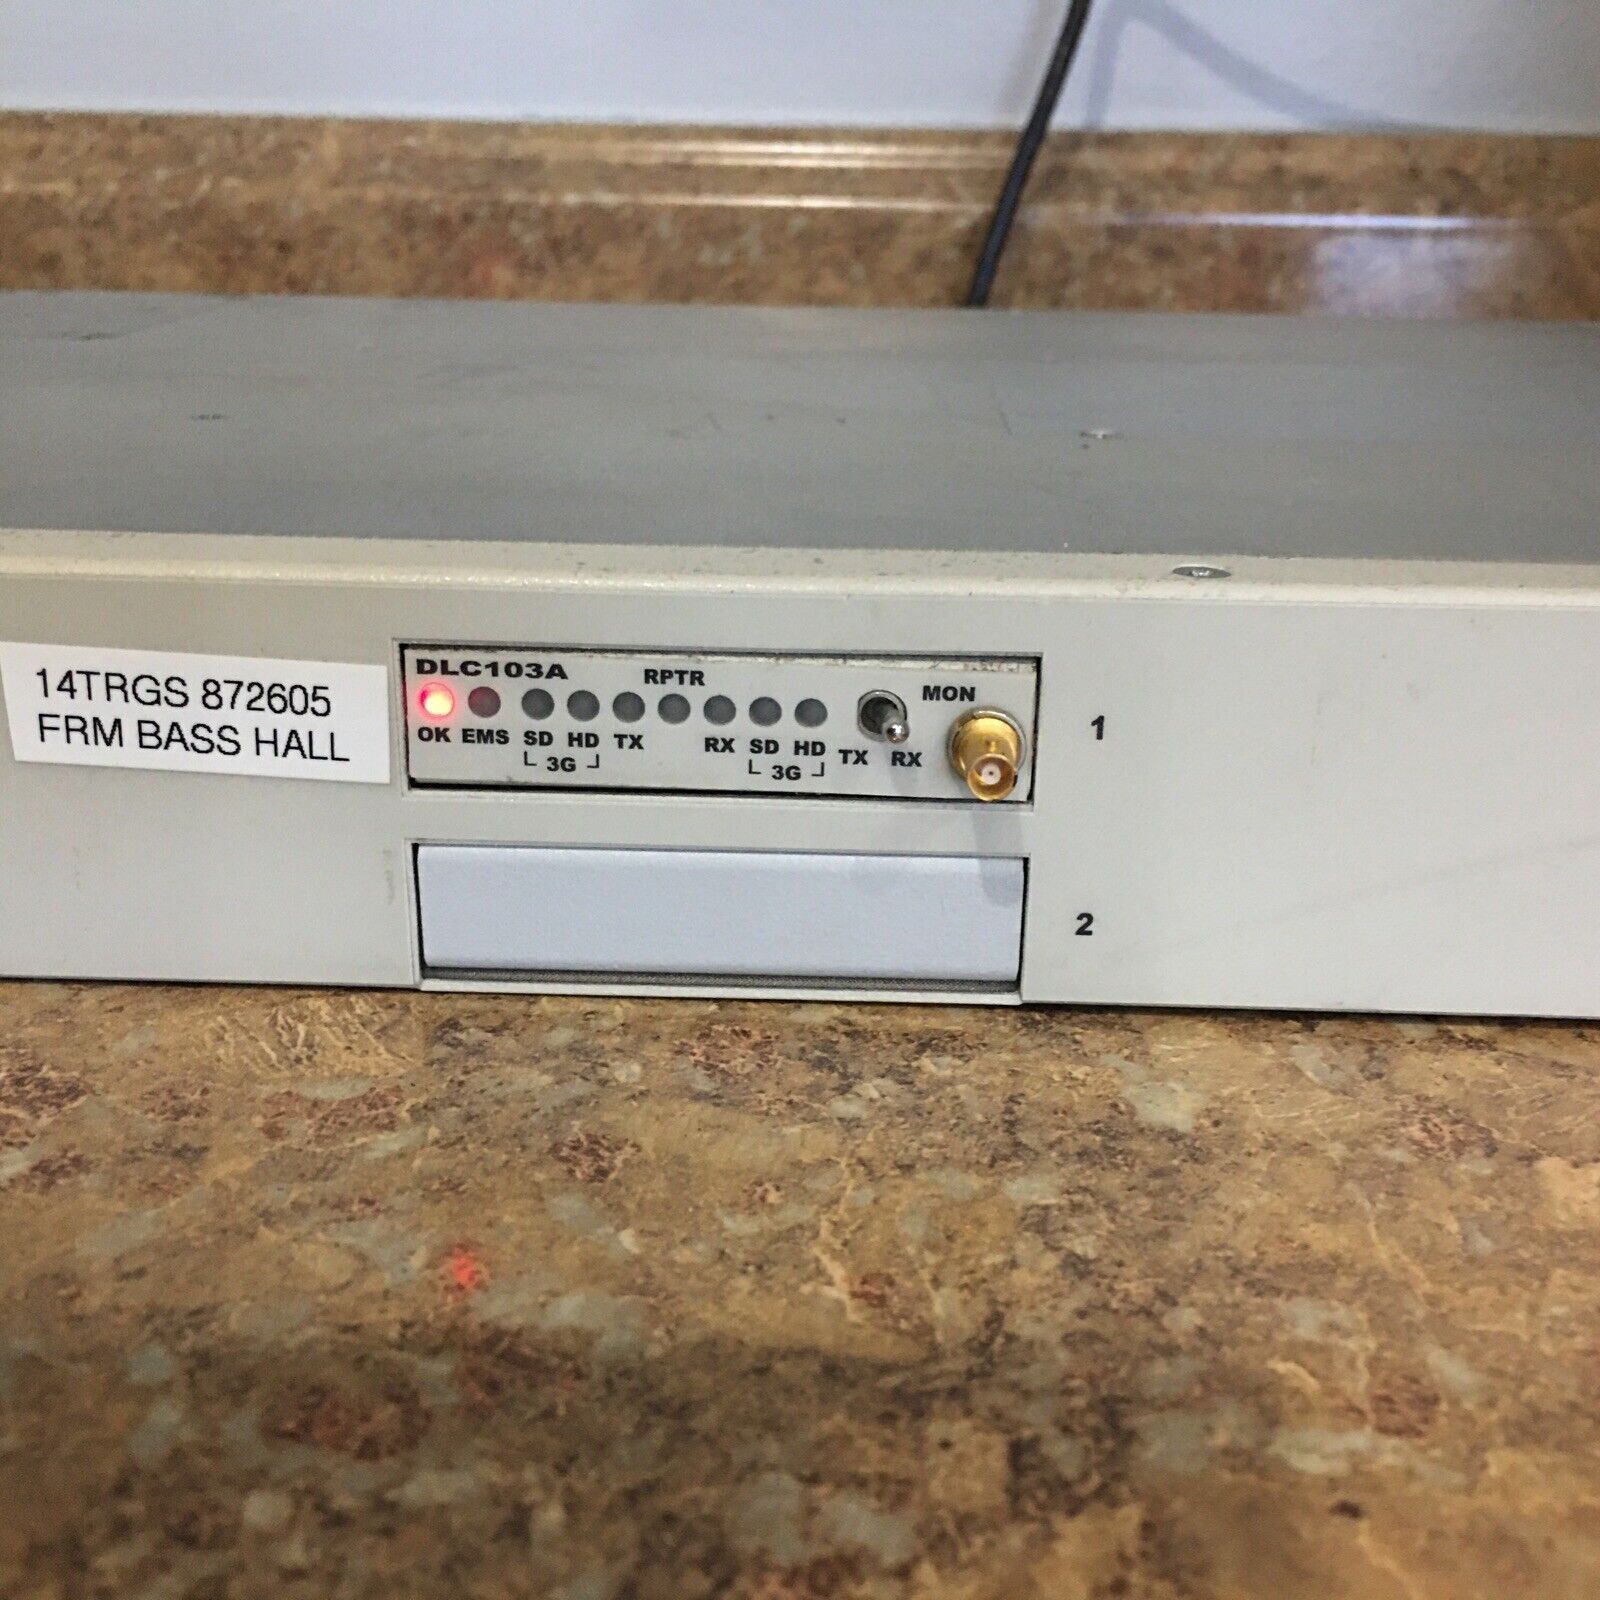 14TRGS 872605
FRM BASS HALL
DLC103A
RPTR
MON
OK EMS SD HD TX RX SD HD TX RX
3G 3G
1
2